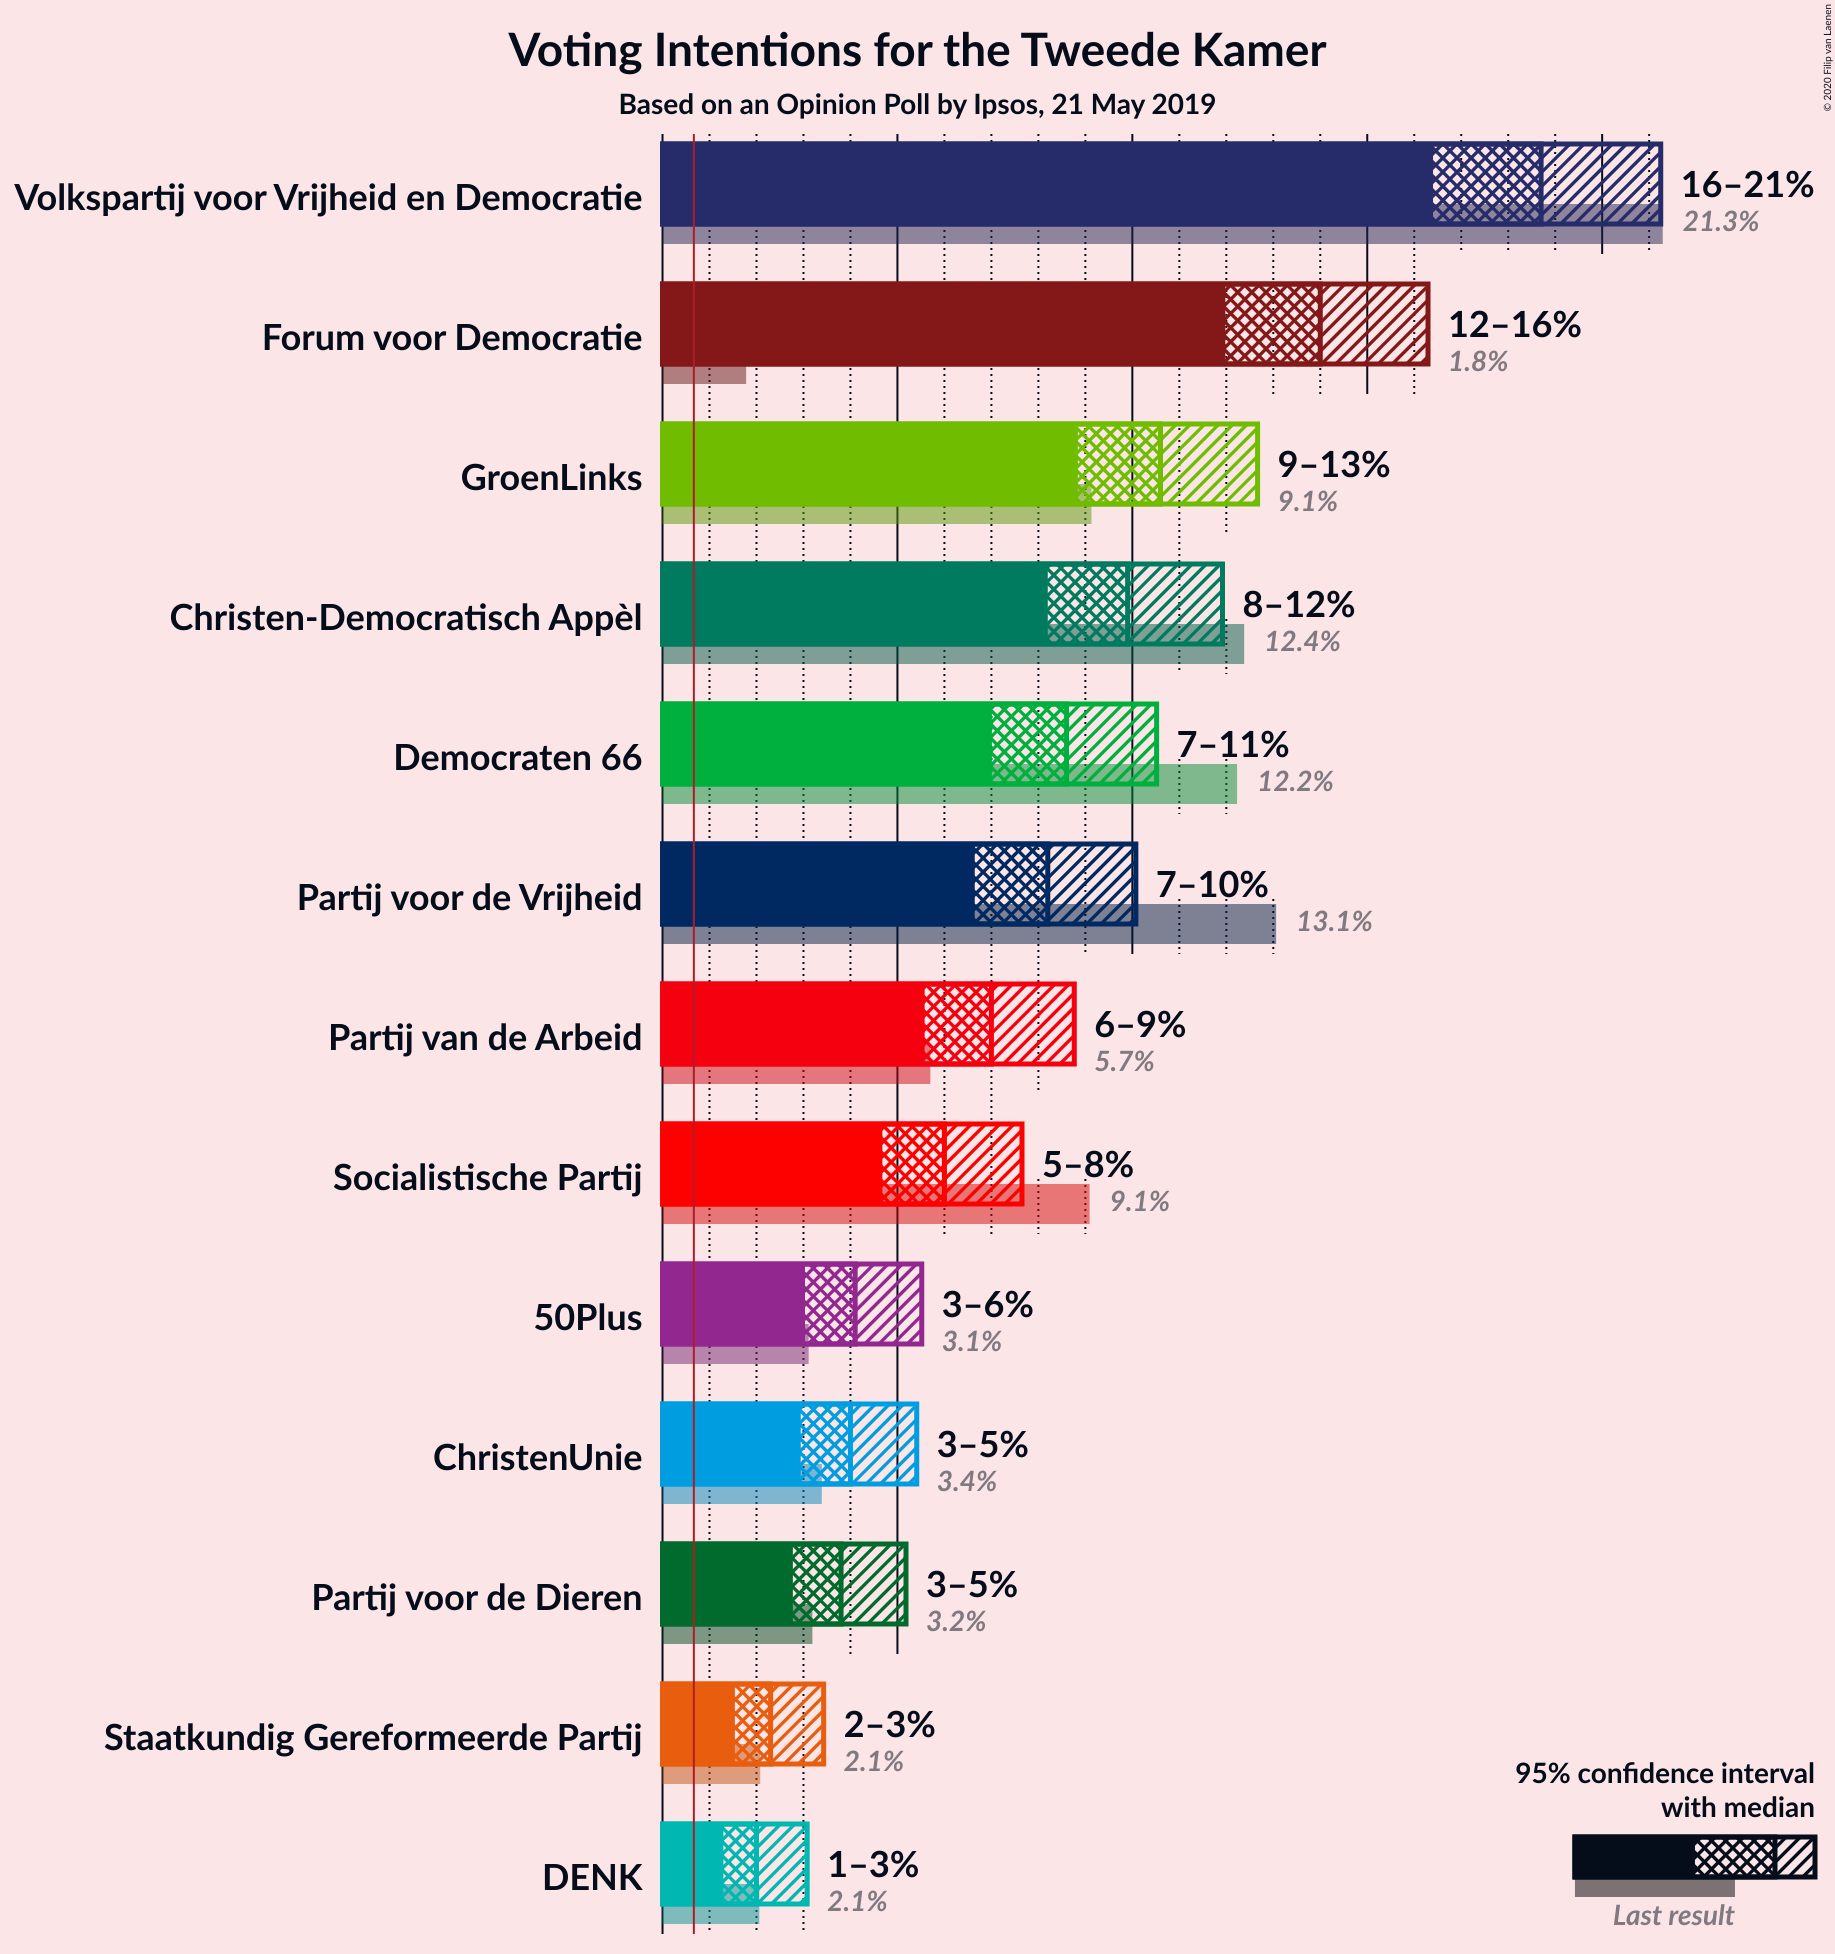 © 2020 Filip van Laenen
Voting Intentions for the Tweede Kamer
Based on an Opinion Poll by Ipsos, 21 May 2019
Volkspartij voor Vrijheid en Democratie
16–21%
21.3%
Forum voor Democratie
12–16%
1.8%
GroenLinks
9–13%
9.1%
Christen-Democratisch Appèl
8–12%
12.4%
Democraten 66
7–11%
12.2%
Partij voor de Vrijheid
7–10%
13.1%
Partij van de Arbeid
6–9%
5.7%
Socialistische Partij
5–8%
9.1%
50Plus
3–6%
3.1%
ChristenUnie
3–5%
3.4%
Partij voor de Dieren
3–5%
3.2%
Staatkundig Gereformeerde Partij
2–3%
2.1%
DENK
1–3%
2.1%
95% confidence interval
with median
Last result